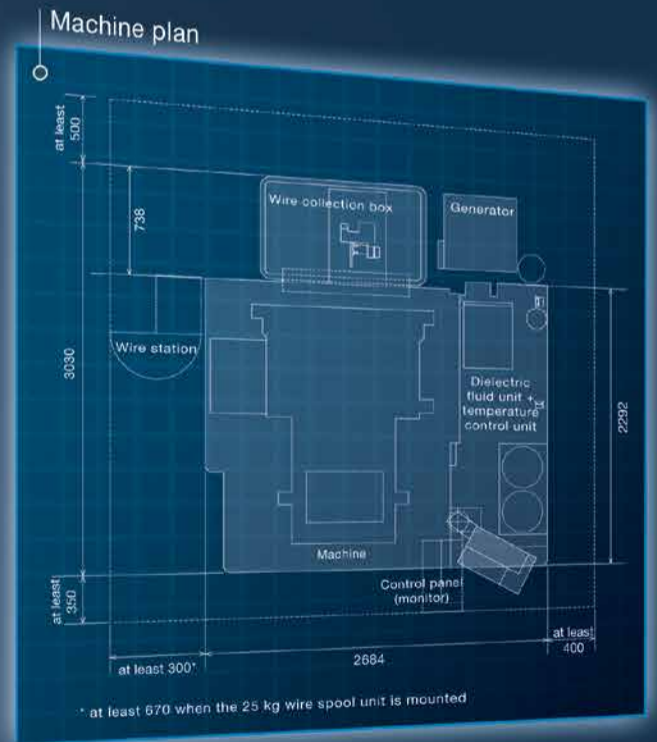 Machine plan
at least
500
738
Wire collection box
Generator
Wire station
3030
Dielectric
fluid unit +
temperature
control unit
2292
Machine
Control panel
(monitor)
at least
350
at least 300*
2684
at least
400
* at least 670 when the 25 kg wire spool unit is mounted